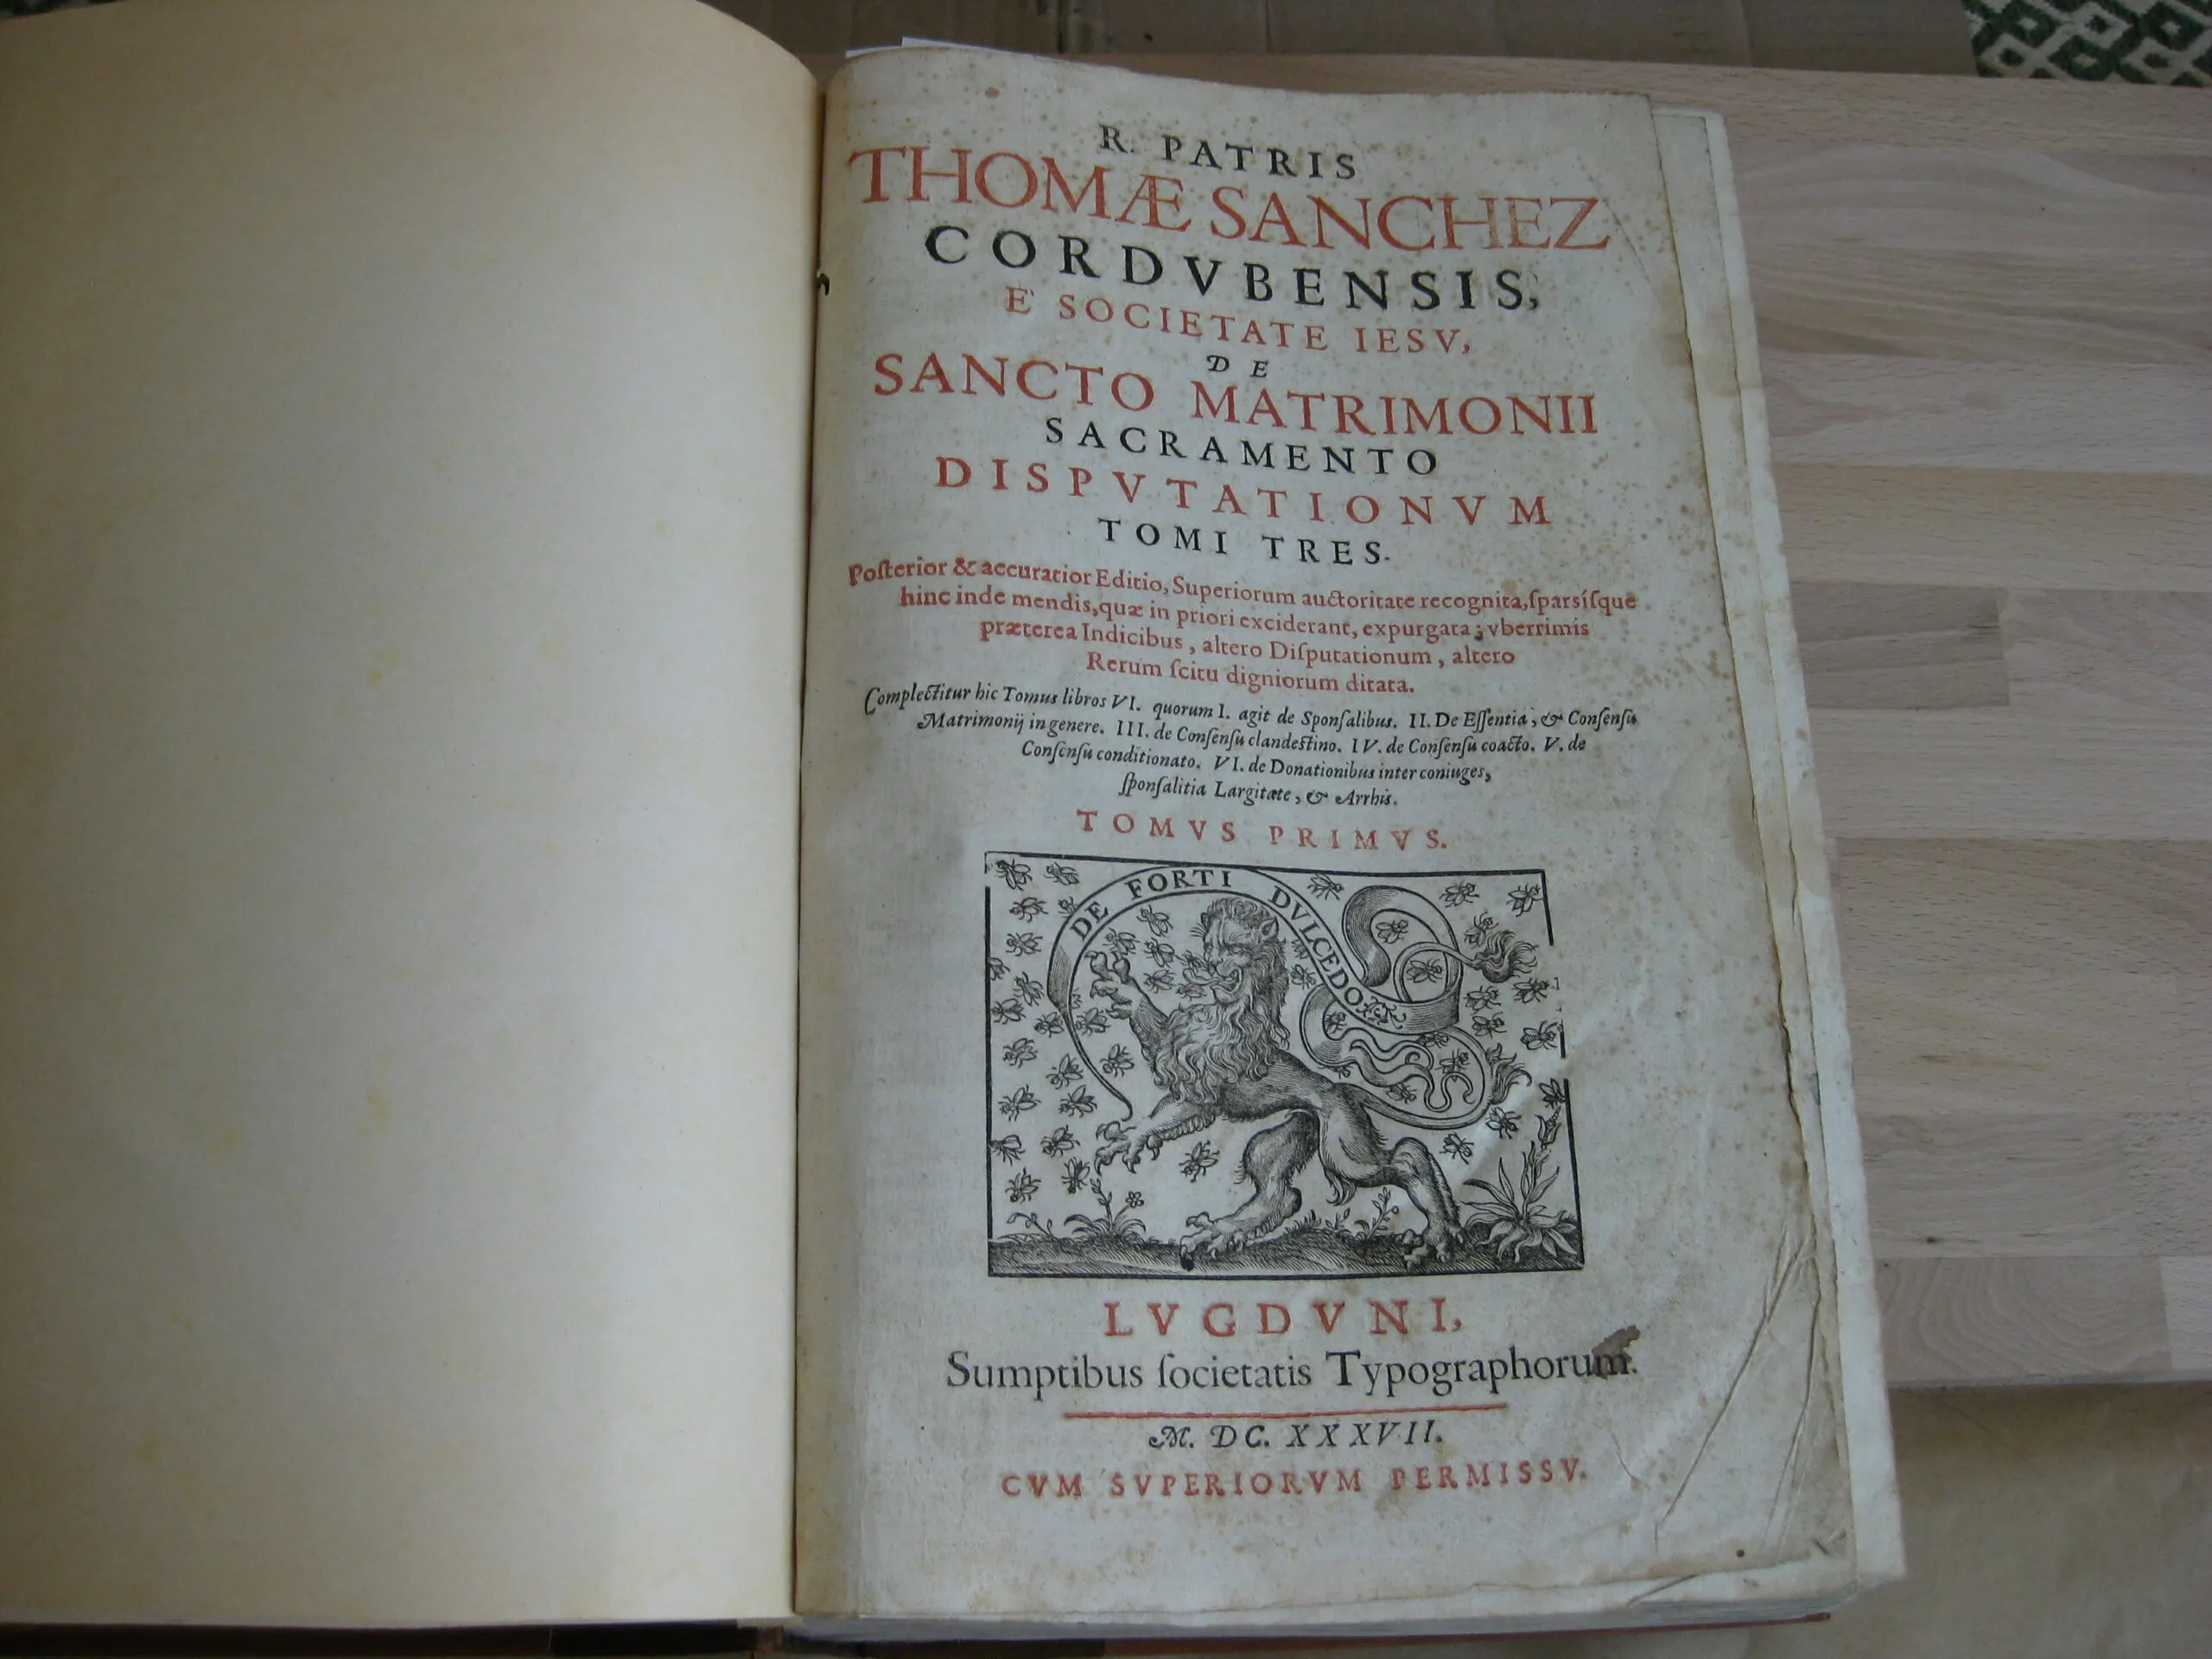 R. PATRIS
THOMÆ SANCHEZ
CORDVBENSIS,
E' SOCIETATE IESV,
DE
SANCTO MATRIMONII
SACRAMENTO
DISPVTATIONVM
TOMI TRES.
Poſterior & accuratior Editio, Superiorum auctoritate recognita, ſparsíſque
hinc inde mendis, quæ in priori exciderant, expurgata; vberrimis
præterea Indicibus, altero Diſputationum, altero
Rerum ſcitu digniorum ditata.
Complectitur hic Tomus libros VI. quorum I. agit de Sponſalibus. II. De Eſſentia, & Conſenſu
Matrimonij in genere. III. de Conſenſu clandestino. IV. de Conſenſu coacto. V. de
Conſenſu conditionato. VI. de Donationibus inter coniuges,
ſponſalitia Largitate, & Arrhis.
TOMVS PRIMVS.
DE FORTI DVLCEDO
LVGDVNI,
Sumptibus ſocietatis Typographorum.
M. DC. XXXVII.
CVM SVPERIORVM PERMISSV.